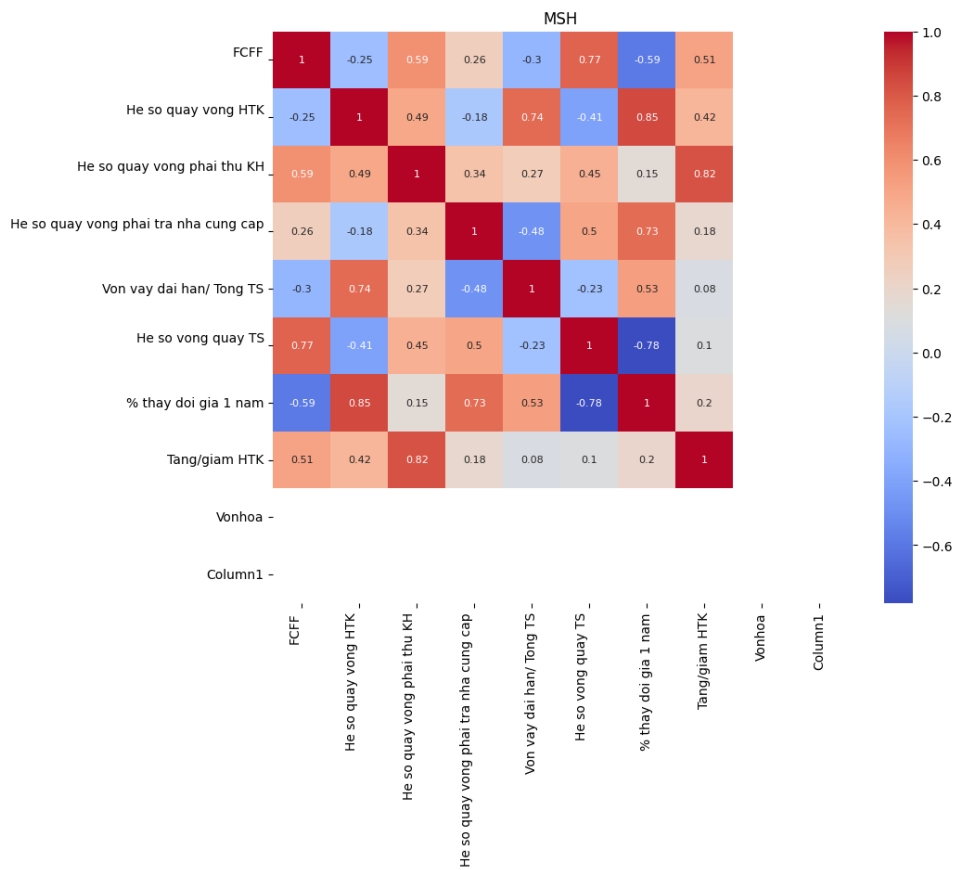 MSH
FCFF
1 -0.25 0.59 0.26 -0.3 0.77 -0.59 0.51
He so quay vong HTK
-0.25 1 0.49 -0.18 0.74 -0.41 0.85 0.42
He so quay vong phai thu KH
0.59 0.49 1 0.34 0.27 0.45 0.15 0.82
He so quay vong phai tra nha cung cap
0.26 -0.18 0.34 1 -0.48 0.5 0.73 0.18
Von vay dai han/ Tong TS
-0.3 0.74 0.27 -0.48 1 -0.23 0.53 0.08
He so vong quay TS
0.77 -0.41 0.45 0.5 -0.23 1 -0.78 0.1
% thay doi gia 1 nam
-0.59 0.85 0.15 0.73 0.53 -0.78 1 0.2
Tang/giam HTK
0.51 0.42 0.82 0.18 0.08 0.1 0.2 1
Vonhoa
Column1
FCFF
He so quay vong HTK
He so quay vong phai thu KH
He so quay vong phai tra nha cung cap
Von vay dai han/ Tong TS
He so vong quay TS
% thay doi gia 1 nam
Tang/giam HTK
Vonhoa
Column1
1.0
0.8
0.6
0.4
0.2
0.0
−0.2
−0.4
−0.6